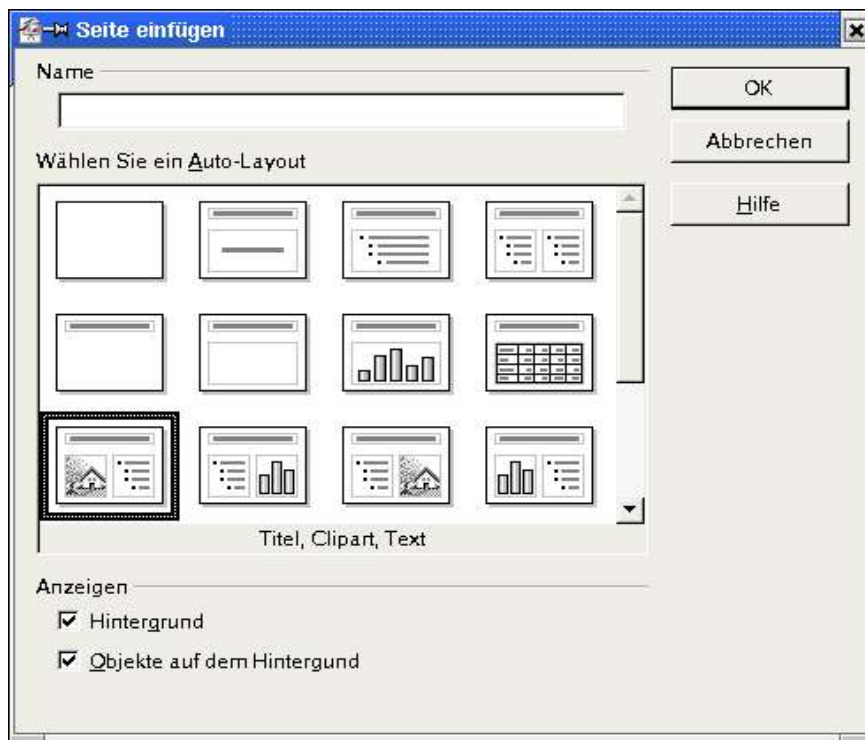 Seite einfügen
Name
OK
Abbrechen
Wählen Sie ein Auto-Layout
Hilfe
Titel, Clipart, Text
Anzeigen
Hintergrund
Objekte auf dem Hintergund